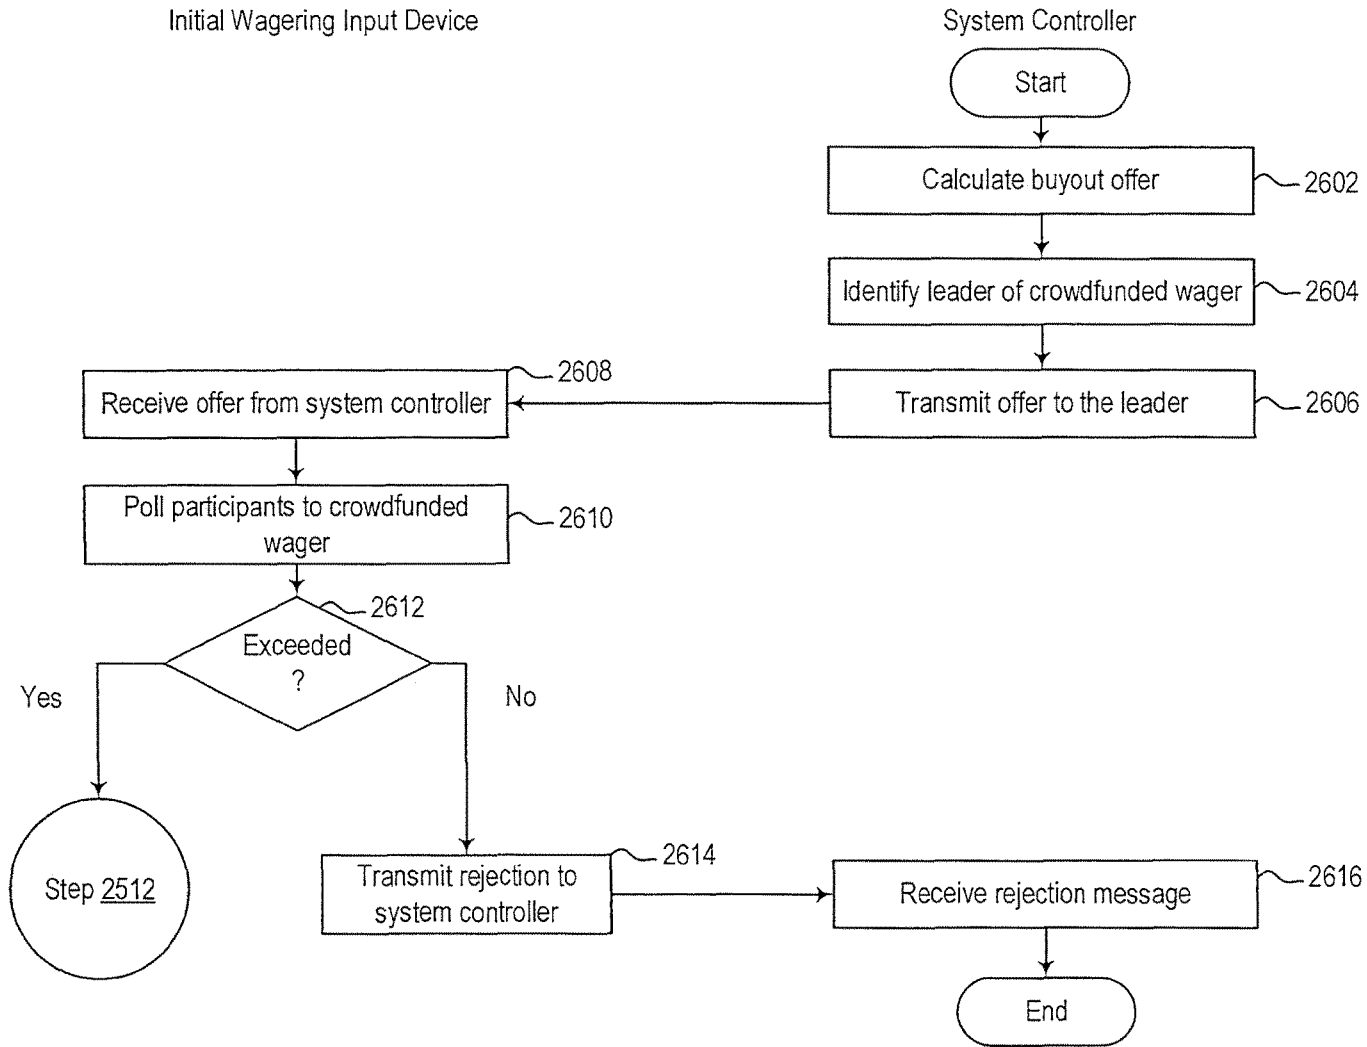 Initial Wagering Input Device
System Controller
Start
Calculate buyout offer
2602
Identify leader of crowdfunded wager
2604
Transmit offer to the leader
2606
2608
Receive offer from system controller
Poll participants to crowdfunded
wager
2610
2612
Exceeded
?
Yes
No
Step 2512
2614
Transmit rejection to
system controller
Receive rejection message
2616
End